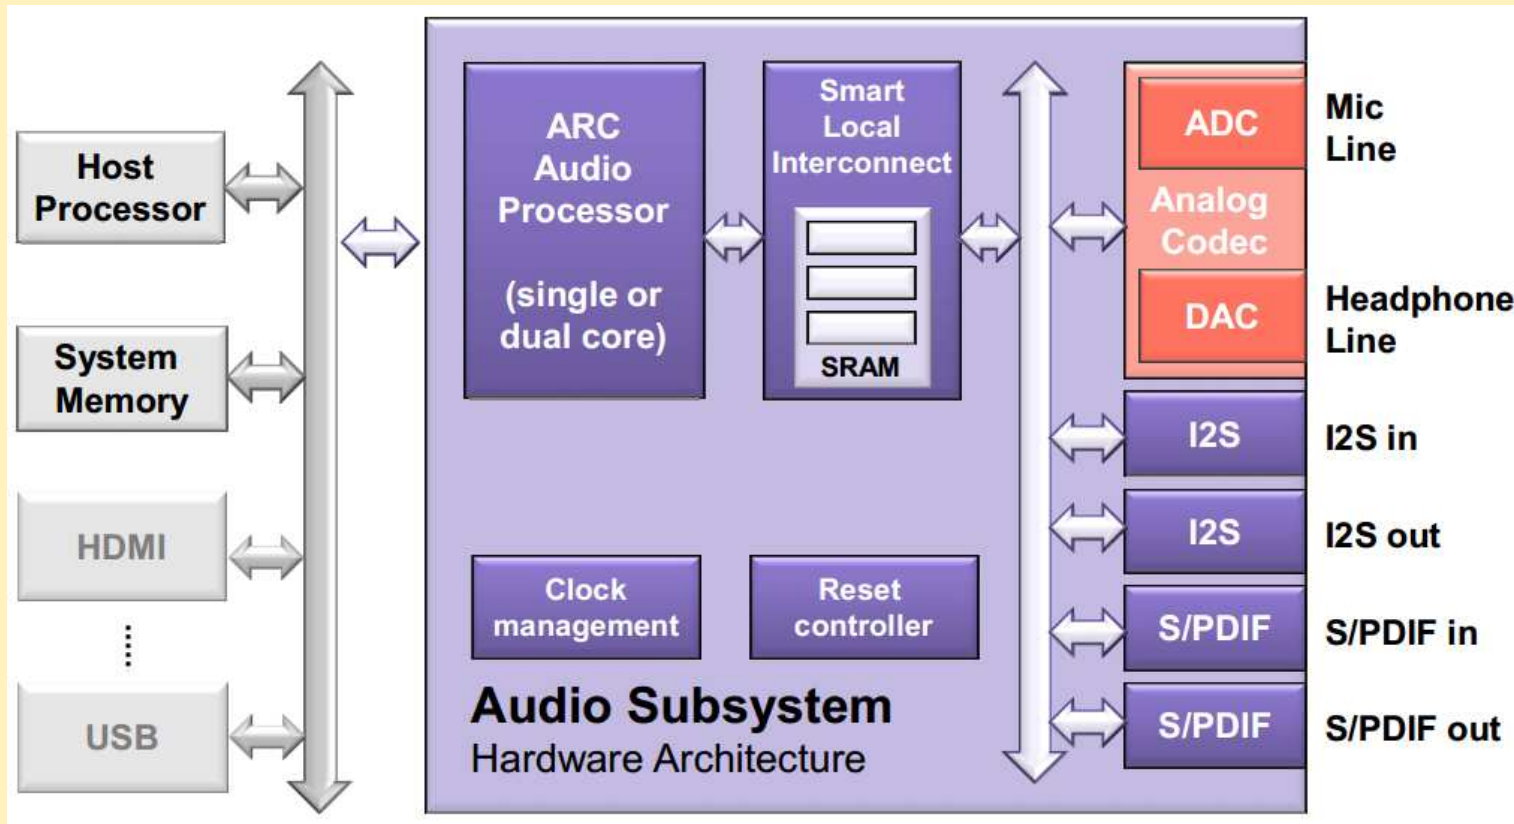 Host
Processor
System
Memory
HDMI
USB
ARC
Audio
Processor
(single or
dual core)
Smart
Local
Interconnect
SRAM
Clock
management
Reset
controller
Audio Subsystem
Hardware Architecture
ADC
Analog
Codec
DAC
I2S
I2S
S/PDIF
S/PDIF
Mic
Line
Headphone
Line
I2S in
I2S out
S/PDIF in
S/PDIF out